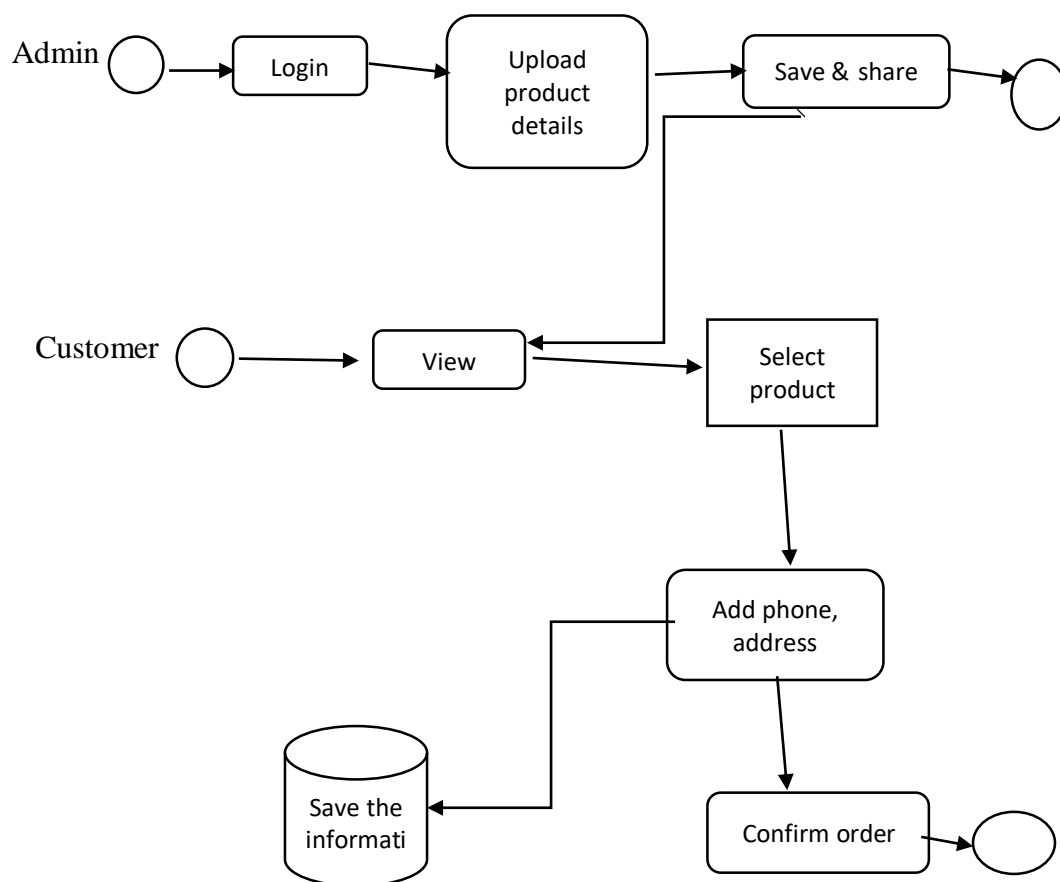 Admin
Login
Upload
product
details
Save & share
Customer
View
Select
product
Add phone,
address
Save the
informati
Confirm order